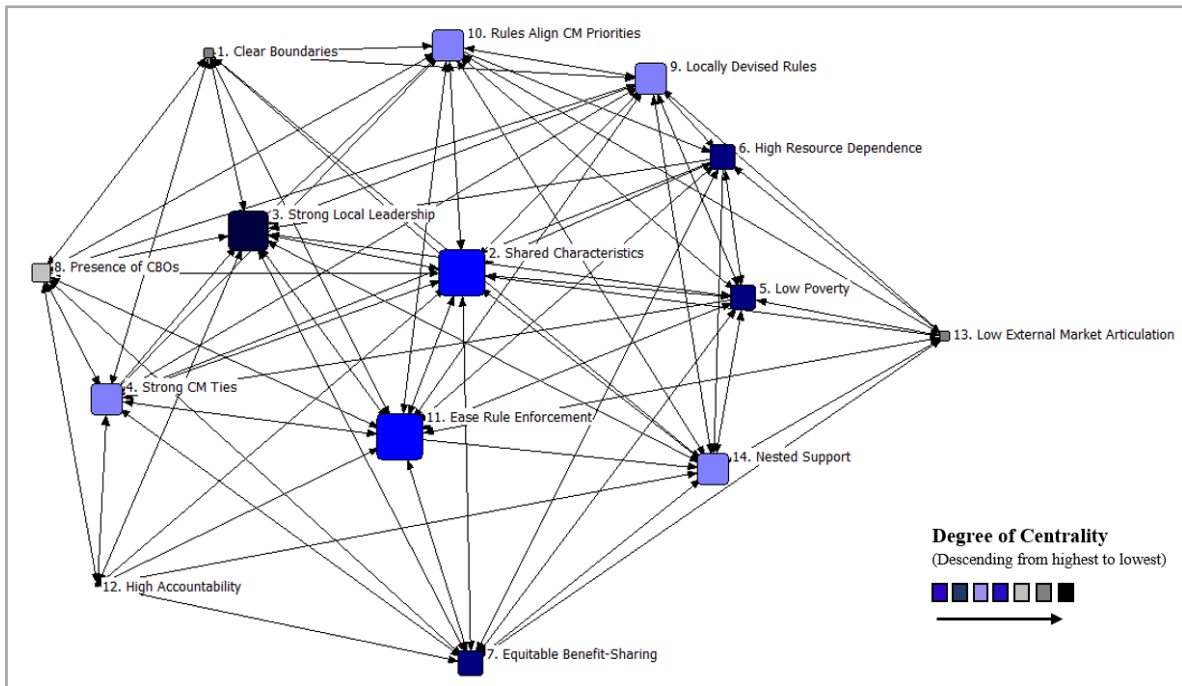 10. Rules Align CM Priorities
1. Clear Boundaries
9. Locally Devised Rules
6. High Resource Dependence
3. Strong Local Leadership
2. Shared Characteristics
8. Presence of CBOs
5. Low Poverty
13. Low External Market Articulation
4. Strong CM Ties
11. Ease Rule Enforcement
14. Nested Support
Degree of Centrality
(Descending from highest to lowest)
12. High Accountability
7. Equitable Benefit-Sharing